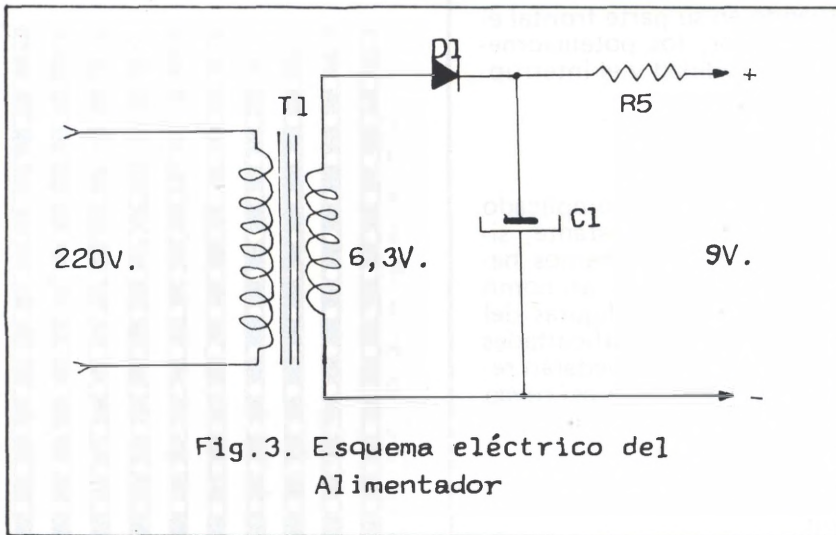 D1
+
T1
R5
C1
220V.
6,3V.
9V.
-
Fig.3. Esquema eléctrico del
Alimentador